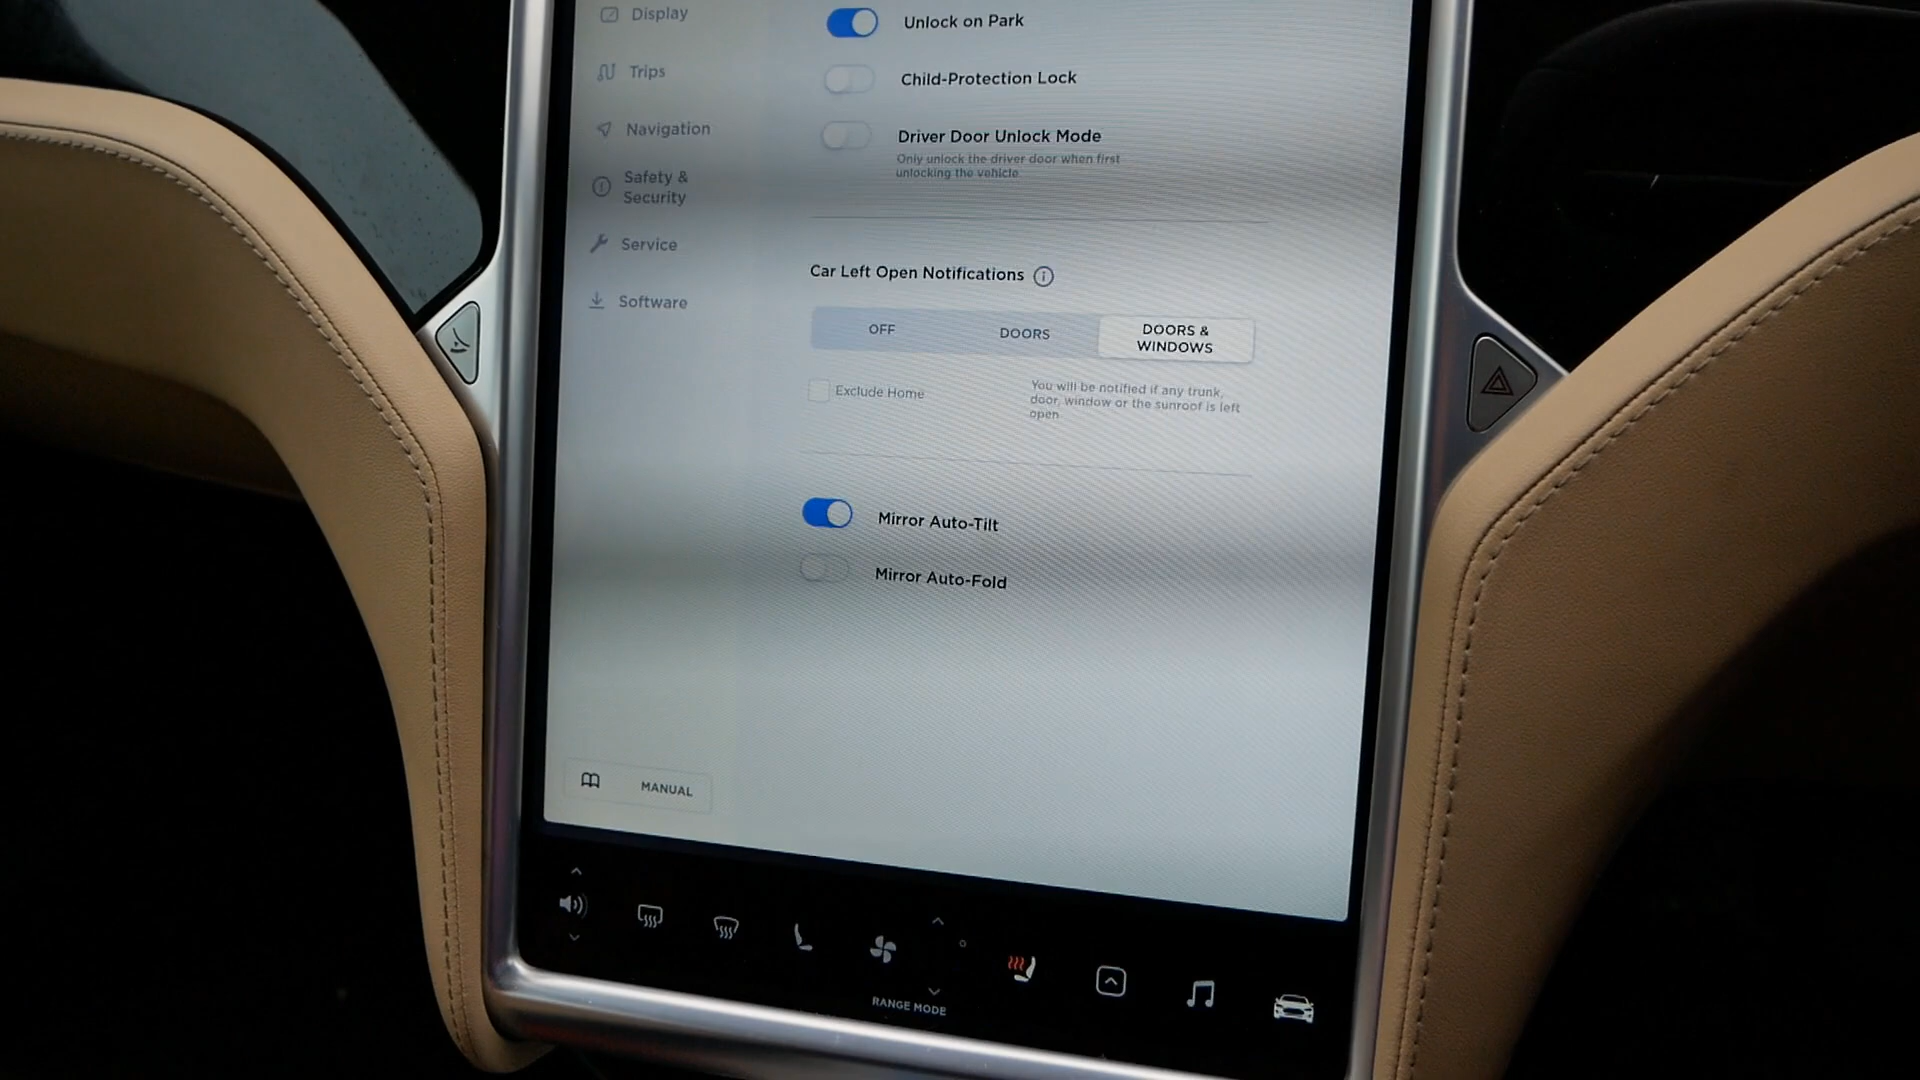 Display
Trips
Navigation
Safety &
Security
Service
Software
Unlock on Park
Child-Protection Lock
Driver Door Unlock Mode
Only unlock the driver door when first
unlocking the vehicle
Car Left Open Notifications
OFF
DOORS
DOORS &
WINDOWS
Exclude Home
You will be notified if any trunk,
door, window or the sunroof is left
open
Mirror Auto-Tilt
Mirror Auto-Fold
MANUAL
RANGE MODE